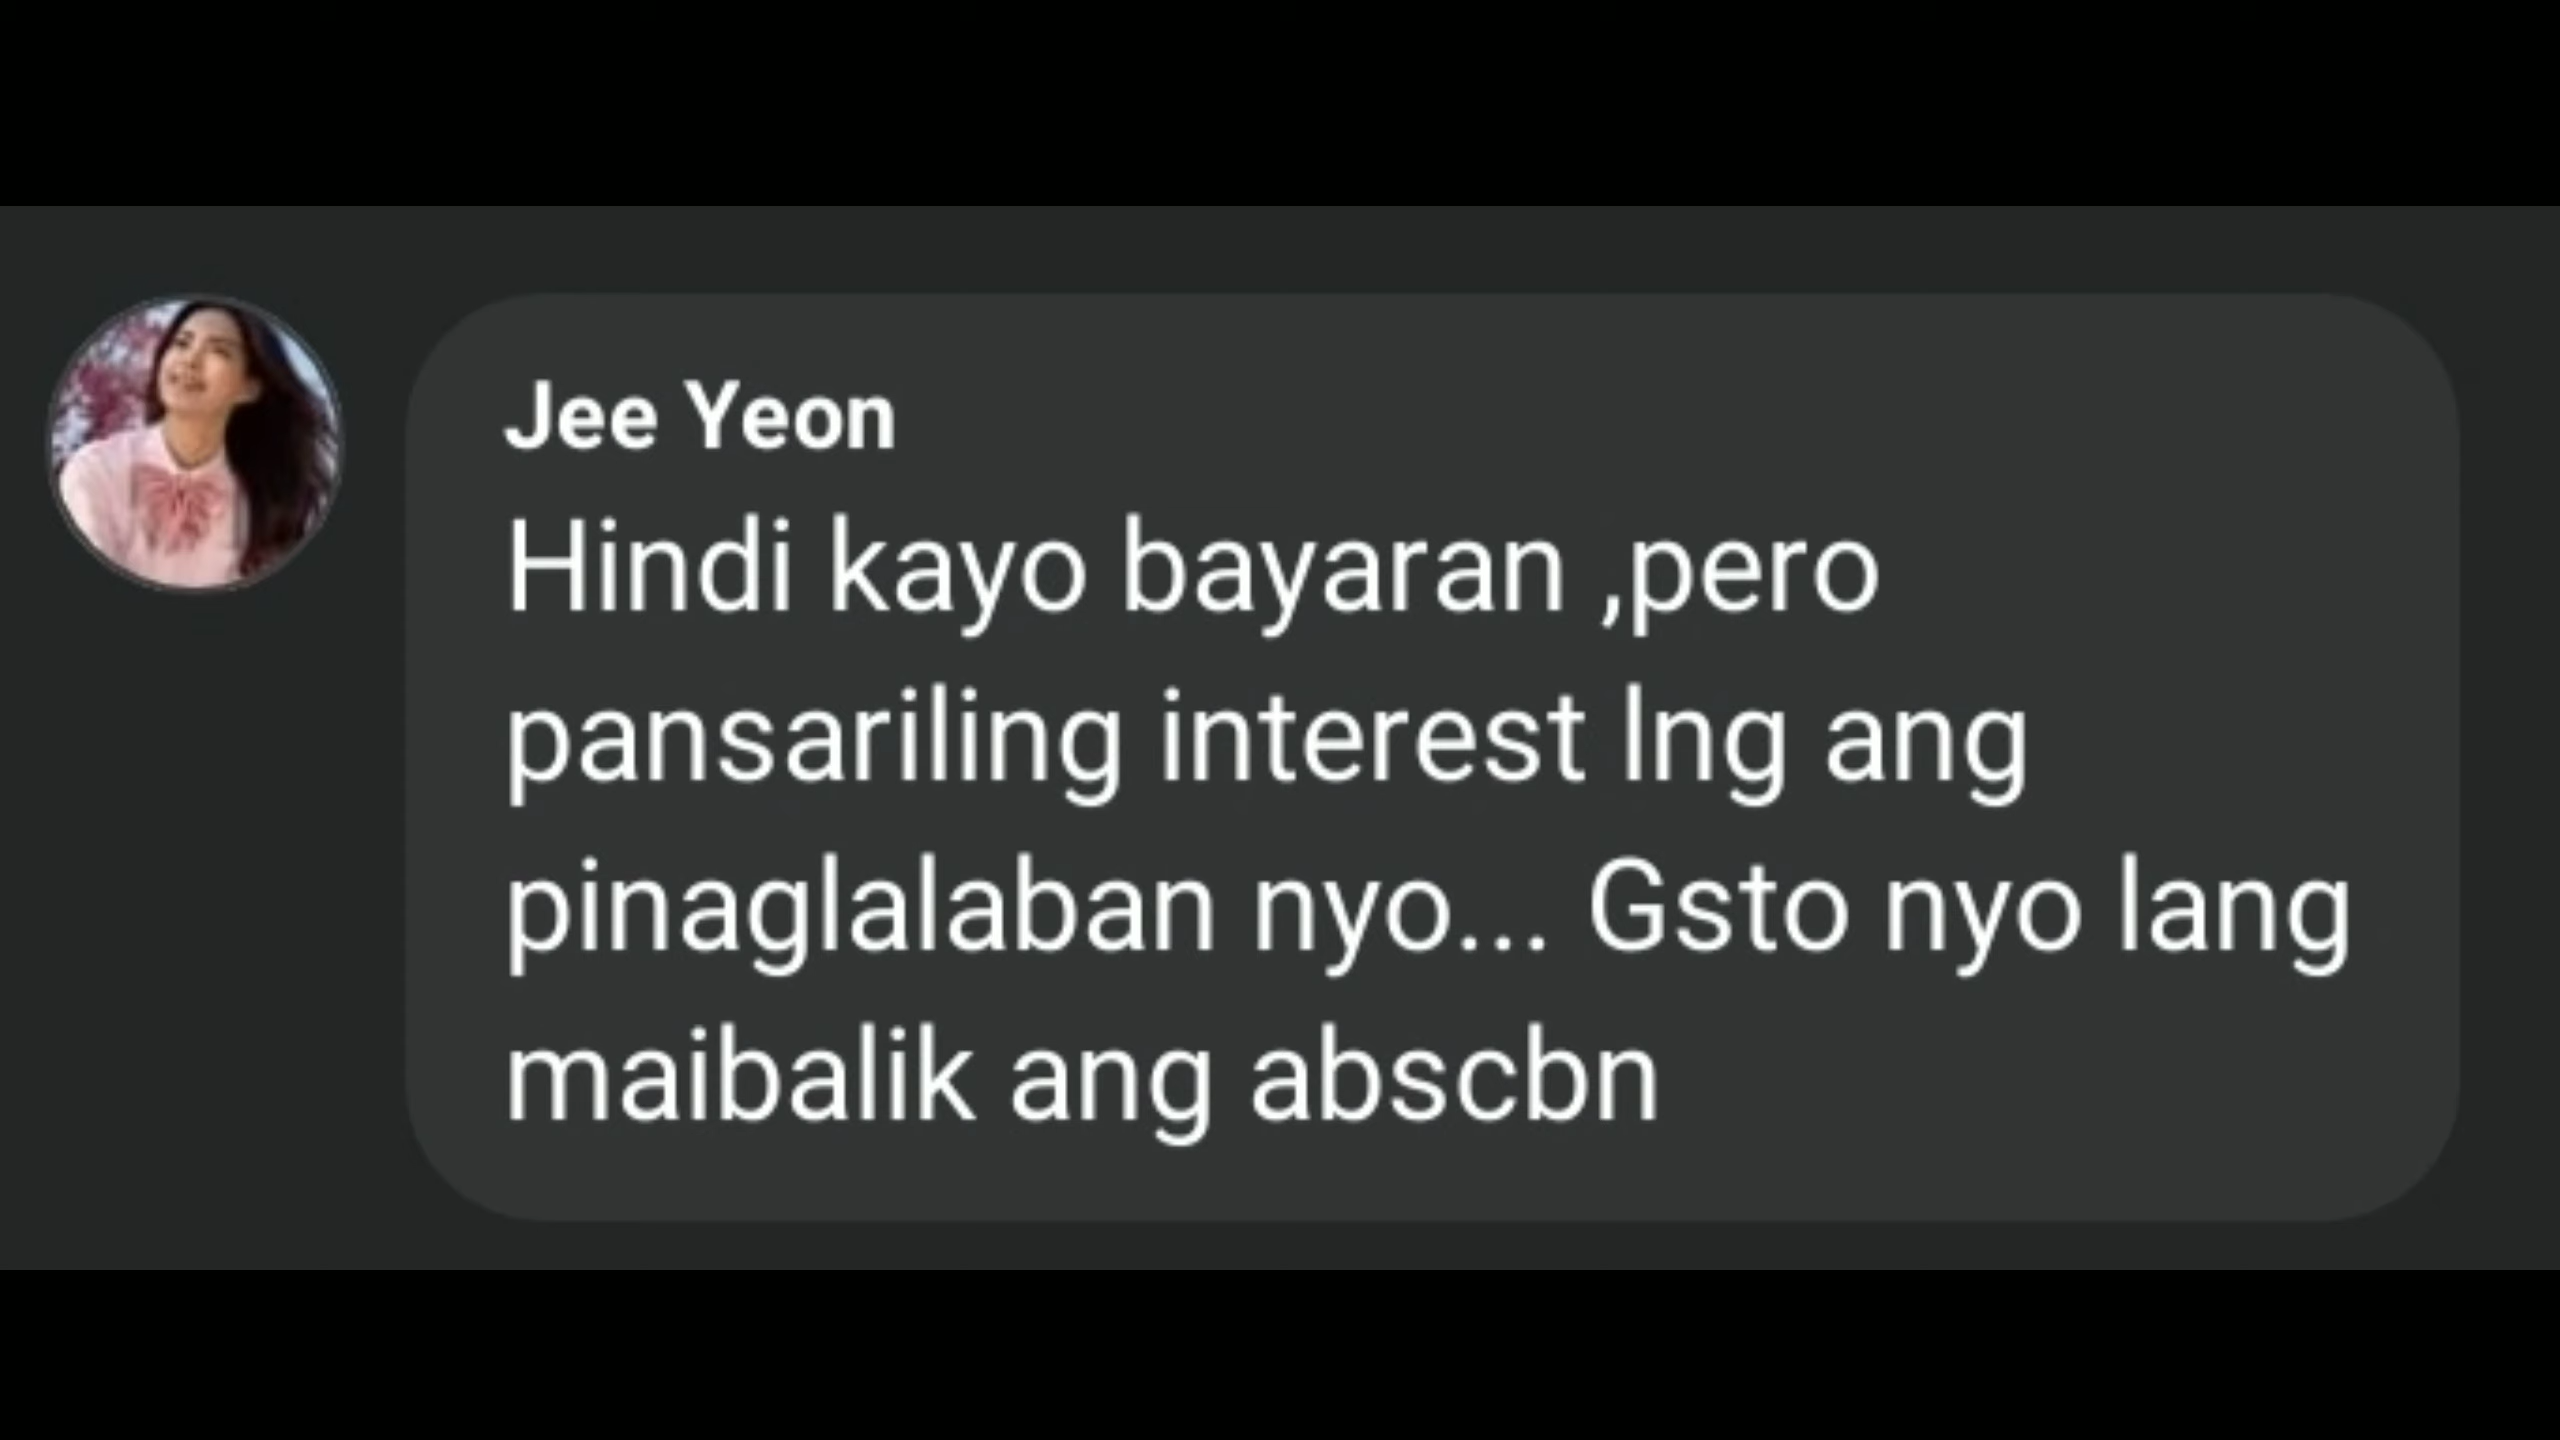 Jee Yeon
Hindi kayo bayaran ,pero
pansariling interest lng ang
pinaglalaban nyo... Gsto nyo lang
maibalik ang abscbn